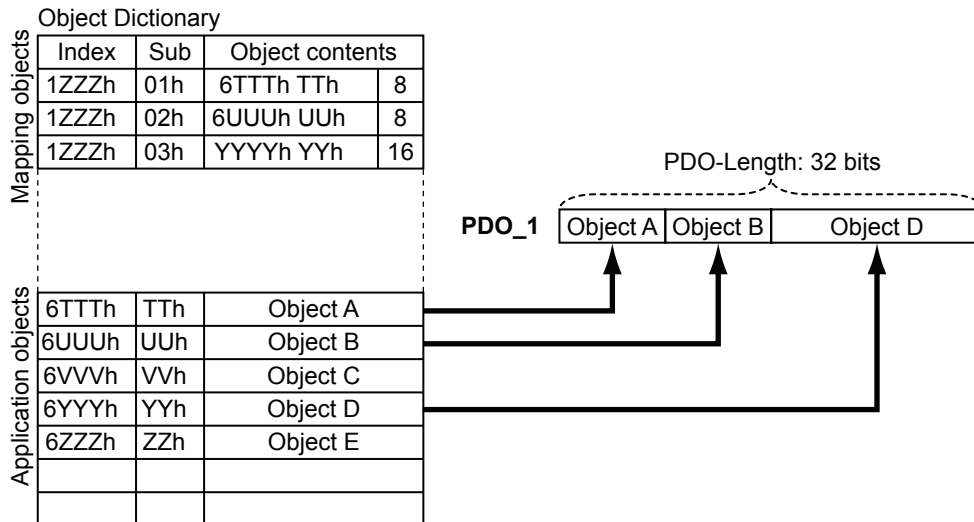 Object Dictionary
Mapping objects
Index Sub Object contents
1ZZZh 01h 6TTTh TTh 8
1ZZZh 02h 6UUUh UUh 8
1ZZZh 03h YYYYh YYh 16
PDO-Length: 32 bits
PDO_1 Object A Object B Object D
Application objects
6TTTh TTh Object A
6UUUh UUh Object B
6VVVh VVh Object C
6YYYh YYh Object D
6ZZZh ZZh Object E